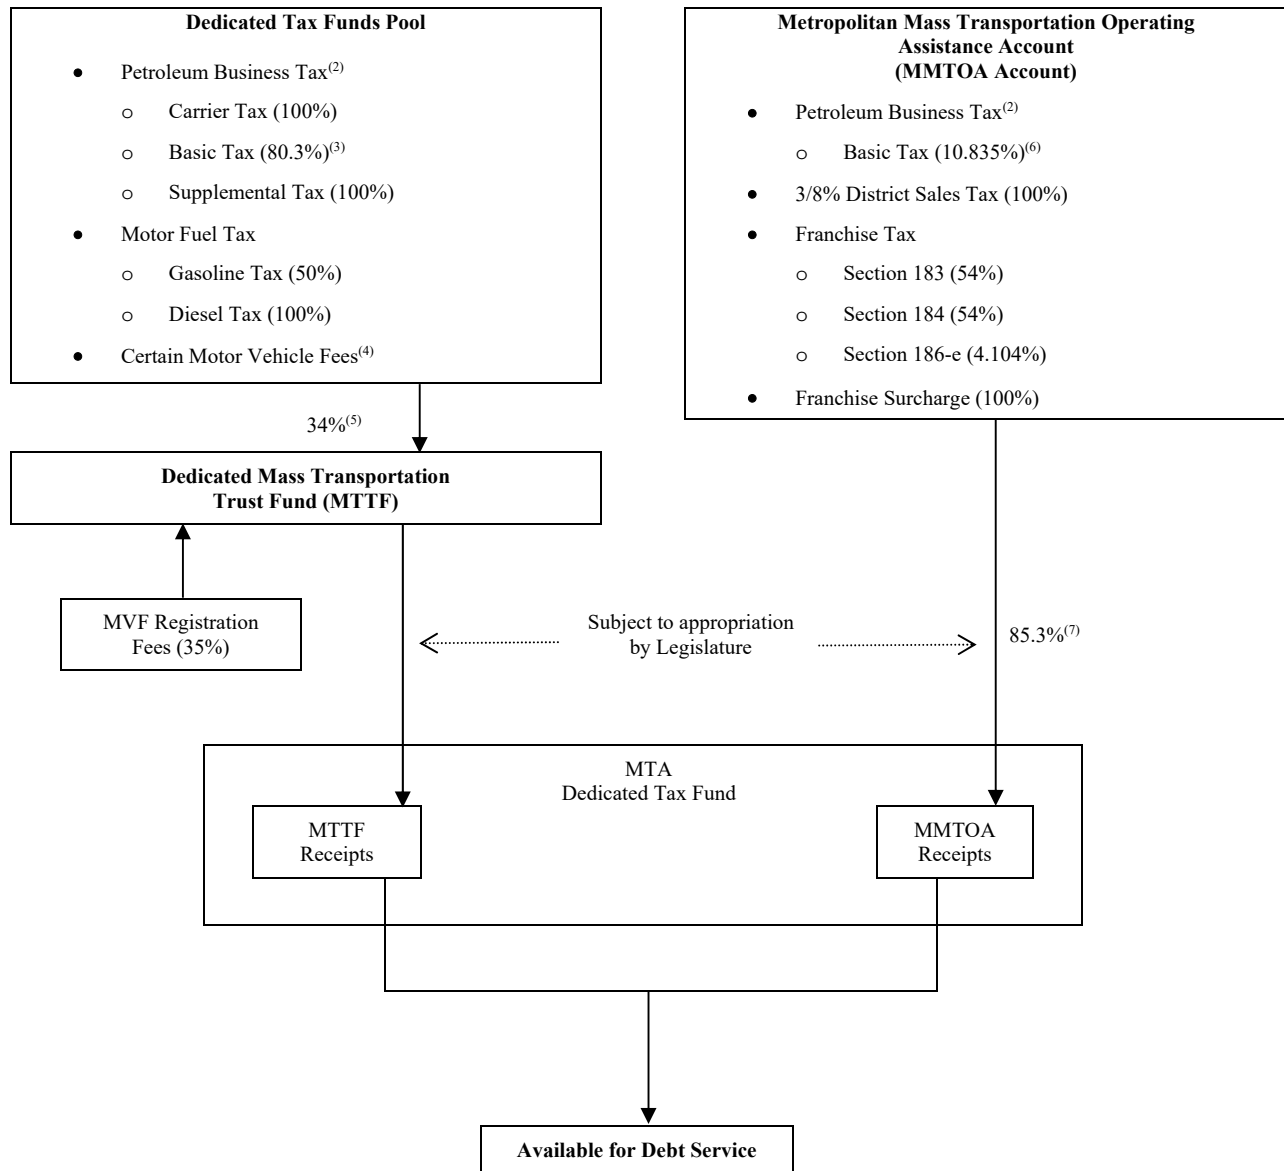 Dedicated Tax Funds Pool
• Petroleum Business Tax(2)
o Carrier Tax (100%)
o Basic Tax (80.3%)(3)
o Supplemental Tax (100%)
• Motor Fuel Tax
o Gasoline Tax (50%)
o Diesel Tax (100%)
• Certain Motor Vehicle Fees(4)
Metropolitan Mass Transportation Operating
Assistance Account
(MMTOA Account)
• Petroleum Business Tax(2)
o Basic Tax (10.835%)(6)
• 3/8% District Sales Tax (100%)
• Franchise Tax
o Section 183 (54%)
o Section 184 (54%)
o Section 186-e (4.104%)
• Franchise Surcharge (100%)
34%(5)
Dedicated Mass Transportation
Trust Fund (MTTF)
MVF Registration
Fees (35%)
Subject to appropriation
by Legislature
85.3%(7)
MTA
Dedicated Tax Fund
MTTF
Receipts
MMTOA
Receipts
Available for Debt Service